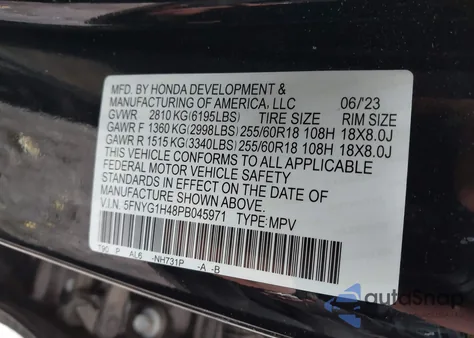 MFD. BY HONDA DEVELOPMENT &
MANUFACTURING OF AMERICA, LLC 06/'23
GVWR 2810 KG(6195LBS) TIRE SIZE RIM SIZE
GAWR F 1360 KG(2998LBS) 255/60R18 108H 18X8.0J
GAWR R 1515 KG(3340LBS) 255/60R18 108H 18X8.0J
THIS VEHICLE CONFORMS TO ALL APPLICABLE
FEDERAL MOTOR VEHICLE SAFETY
STANDARDS IN EFFECT ON THE DATE OF
MANUFACTURE SHOWN ABOVE.
V.I.N. 5FNYG1H48PB045971 TYPE:MPV
T90 P AL6 -NH731P -A -B
autoSnap